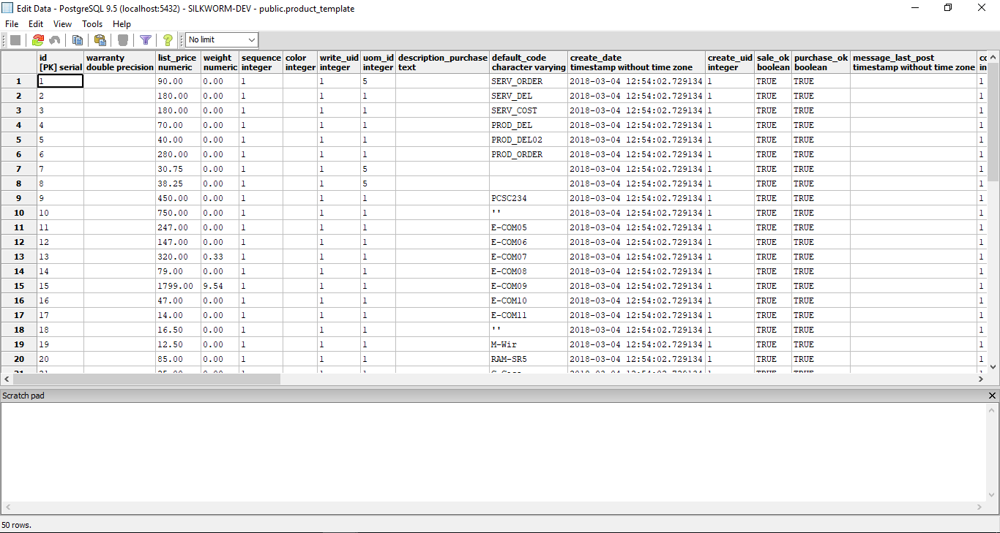 Edit Data - PostgreSQL 9.5 (localhost:5432) - SILKWORM-DEV - public.product_template
File Edit View Tools Help
No limit
id warranty list_price weight sequence color write_uid uom_id description_purchase default_code create_date create_uid sale_ok purchase_ok message_last_post
[PK] serial double precision numeric numeric integer integer integer integer text character varying timestamp without time zone integer boolean boolean timestamp without time zone
1 1 90.00 0.00 1 1 5 SERV_ORDER 2018-03-04 12:54:02.729134 1 TRUE TRUE 1
2 2 180.00 0.00 1 1 1 SERV_DEL 2018-03-04 12:54:02.729134 1 TRUE TRUE 1
3 3 180.00 0.00 1 1 1 SERV_COST 2018-03-04 12:54:02.729134 1 TRUE TRUE 1
4 4 70.00 0.00 1 1 1 PROD_DEL 2018-03-04 12:54:02.729134 1 TRUE TRUE 1
5 5 40.00 0.00 1 1 1 PROD_DEL02 2018-03-04 12:54:02.729134 1 TRUE TRUE 1
6 6 280.00 0.00 1 1 1 PROD_ORDER 2018-03-04 12:54:02.729134 1 TRUE TRUE 1
7 7 30.75 0.00 1 1 5 2018-03-04 12:54:02.729134 1 TRUE TRUE 1
8 8 38.25 0.00 1 1 5 2018-03-04 12:54:02.729134 1 TRUE TRUE 1
9 9 450.00 0.00 1 1 1 PCSC234 2018-03-04 12:54:02.729134 1 TRUE TRUE 1
10 10 750.00 0.00 1 1 1 '' 2018-03-04 12:54:02.729134 1 TRUE TRUE 1
11 11 247.00 0.00 1 1 1 E-COM05 2018-03-04 12:54:02.729134 1 TRUE TRUE 1
12 12 147.00 0.00 1 1 1 E-COM06 2018-03-04 12:54:02.729134 1 TRUE TRUE 1
13 13 320.00 0.33 1 1 1 E-COM07 2018-03-04 12:54:02.729134 1 TRUE TRUE 1
14 14 79.00 0.00 1 1 1 E-COM08 2018-03-04 12:54:02.729134 1 TRUE TRUE 1
15 15 1799.00 9.54 1 1 1 E-COM09 2018-03-04 12:54:02.729134 1 TRUE TRUE 1
16 16 47.00 0.00 1 1 1 E-COM10 2018-03-04 12:54:02.729134 1 TRUE TRUE 1
17 17 14.00 0.00 1 1 1 E-COM11 2018-03-04 12:54:02.729134 1 TRUE TRUE 1
18 18 16.50 0.00 1 1 1 '' 2018-03-04 12:54:02.729134 1 TRUE TRUE 1
19 19 12.50 0.00 1 1 1 M-Wir 2018-03-04 12:54:02.729134 1 TRUE TRUE 1
20 20 85.00 0.00 1 1 1 RAM-SR5 2018-03-04 12:54:02.729134 1 TRUE TRUE 1
Scratch pad
50 rows.